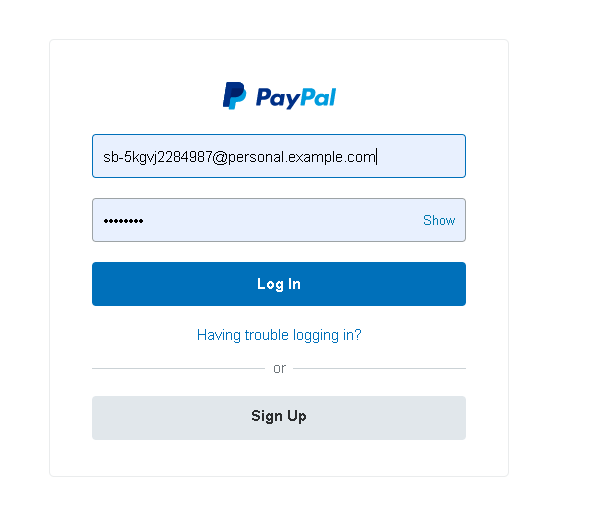 PayPal
sb-5kgvj2284987@personal.example.com
•••••••• Show
Log In
Having trouble logging in?
or
Sign Up